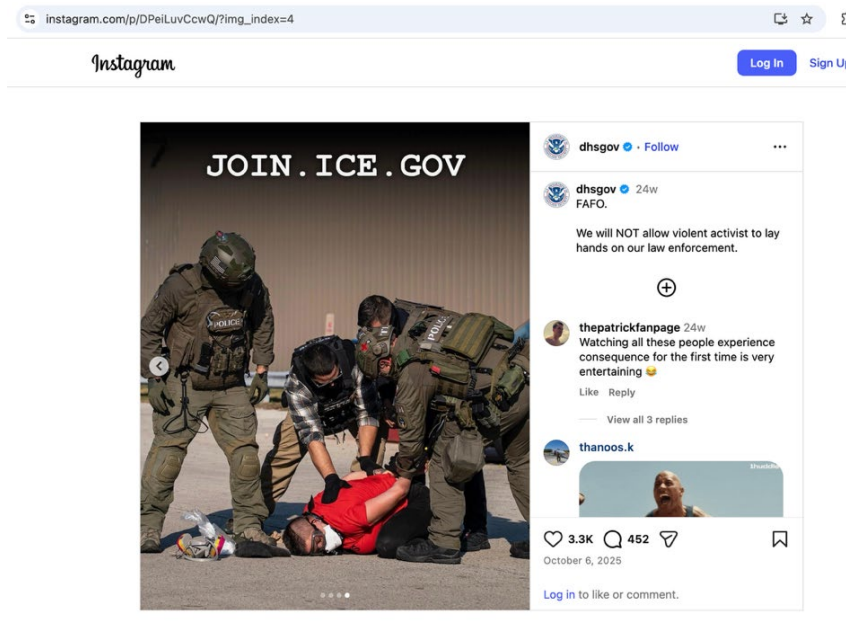 instagram.com/p/DPeiLuvCcwQ/?img_index=4
Instagram
Log In
Sign U
JOIN.ICE.GOV
POLICE
dhsgov • Follow
dhsgov 24w
FAFO.
We will NOT allow violent activist to lay
hands on our law enforcement.
thepatrickfanpage 24w
Watching all these people experience
consequence for the first time is very
entertaining 😂
Like Reply
View all 3 replies
thanoos.k
3.3K 452
October 6, 2025
Log in to like or comment.